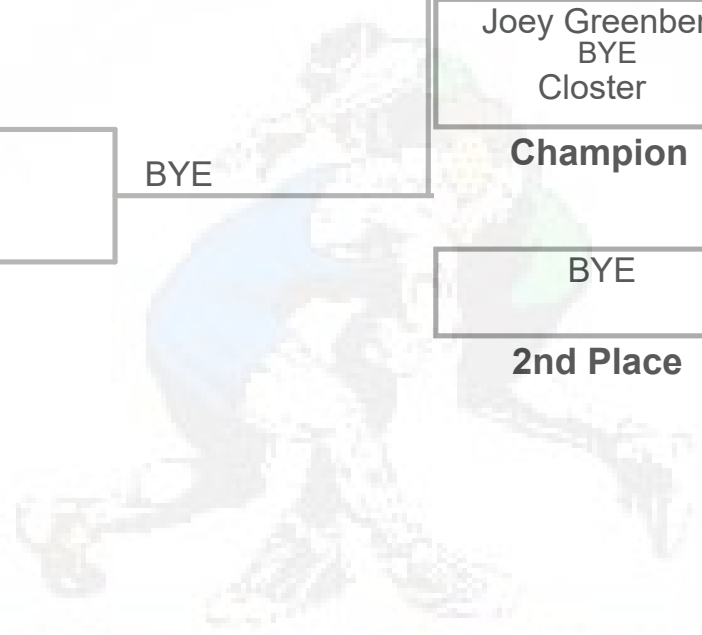 Joey Greenber
BYE
Closter
Champion
BYE
BYE
2nd Place